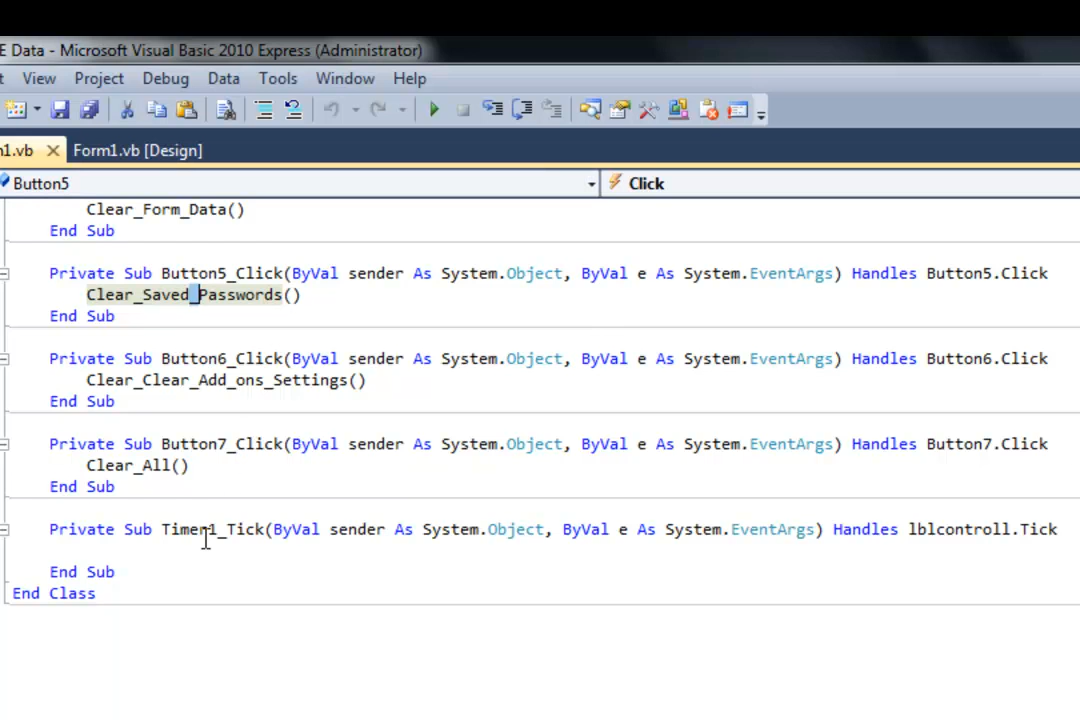 E Data - Microsoft Visual Basic 2010 Express (Administrator)
t View Project Debug Data Tools Window Help
n1.vb Form1.vb [Design]
Button5 Click
Clear_Form_Data()
End Sub
Private Sub Button5_Click(ByVal sender As System.Object, ByVal e As System.EventArgs) Handles Button5.Click
Clear_Saved_Passwords()
End Sub
Private Sub Button6_Click(ByVal sender As System.Object, ByVal e As System.EventArgs) Handles Button6.Click
Clear_Clear_Add_ons_Settings()
End Sub
Private Sub Button7_Click(ByVal sender As System.Object, ByVal e As System.EventArgs) Handles Button7.Click
Clear_All()
End Sub
Private Sub Timer1_Tick(ByVal sender As System.Object, ByVal e As System.EventArgs) Handles lblcontroll.Tick
End Sub
End Class